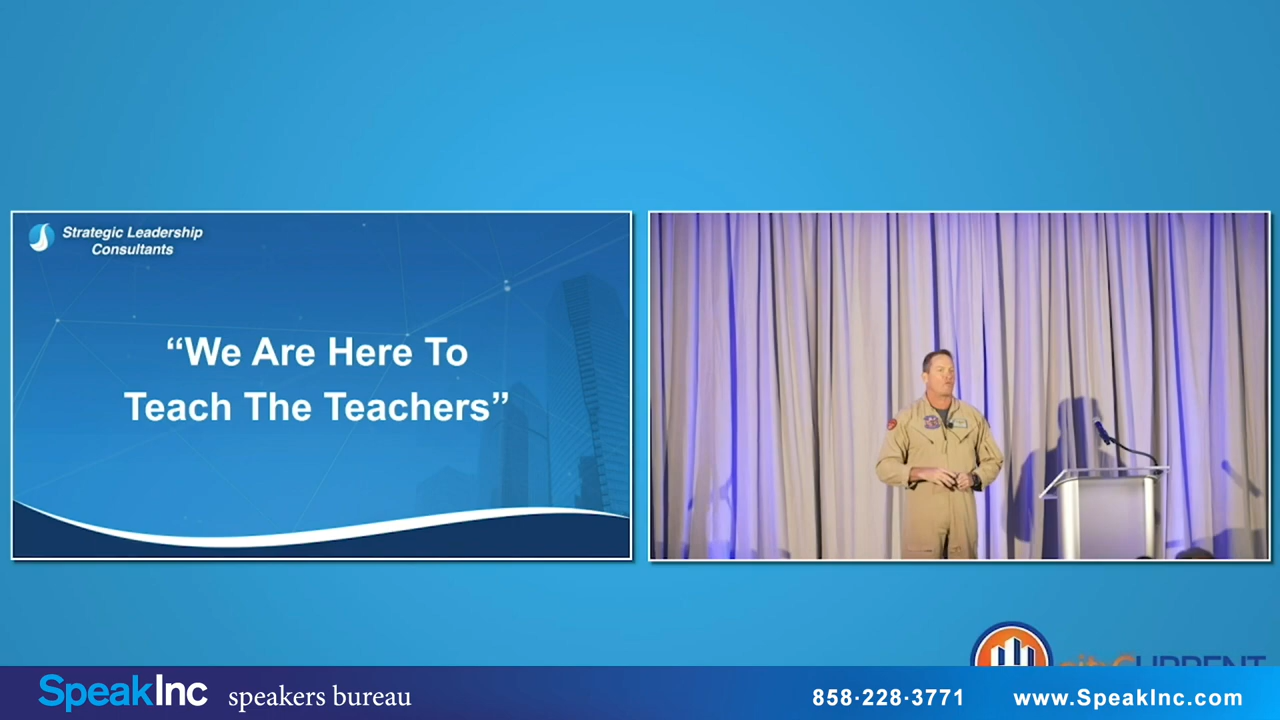 Strategic Leadership
Consultants
“We Are Here To
Teach The Teachers”
cityCURRENT
SpeakInc speakers bureau
858·228·3771
www.SpeakInc.com